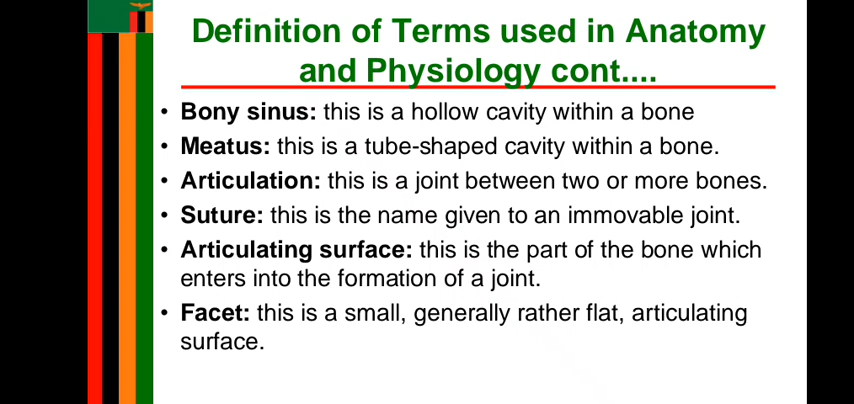 Definition of Terms used in Anatomy
and Physiology cont....
• Bony sinus: this is a hollow cavity within a bone
• Meatus: this is a tube-shaped cavity within a bone.
• Articulation: this is a joint between two or more bones.
• Suture: this is the name given to an immovable joint.
• Articulating surface: this is the part of the bone which
enters into the formation of a joint.
• Facet: this is a small, generally rather flat, articulating
surface.